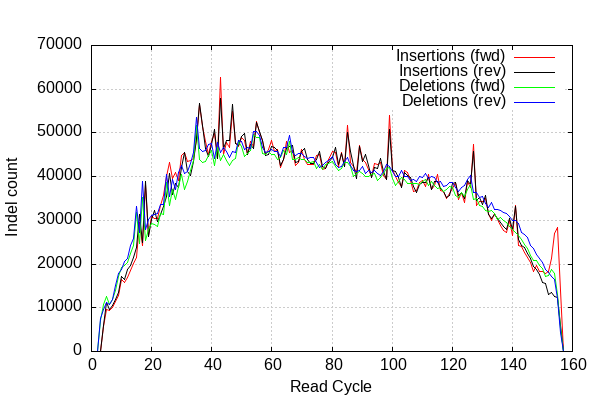 70000
60000
50000
40000
30000
20000
10000
0
Indel count
Insertions (fwd)
Insertions (rev)
Deletions (fwd)
Deletions (rev)
0 20 40 60 80 100 120 140 160
Read Cycle